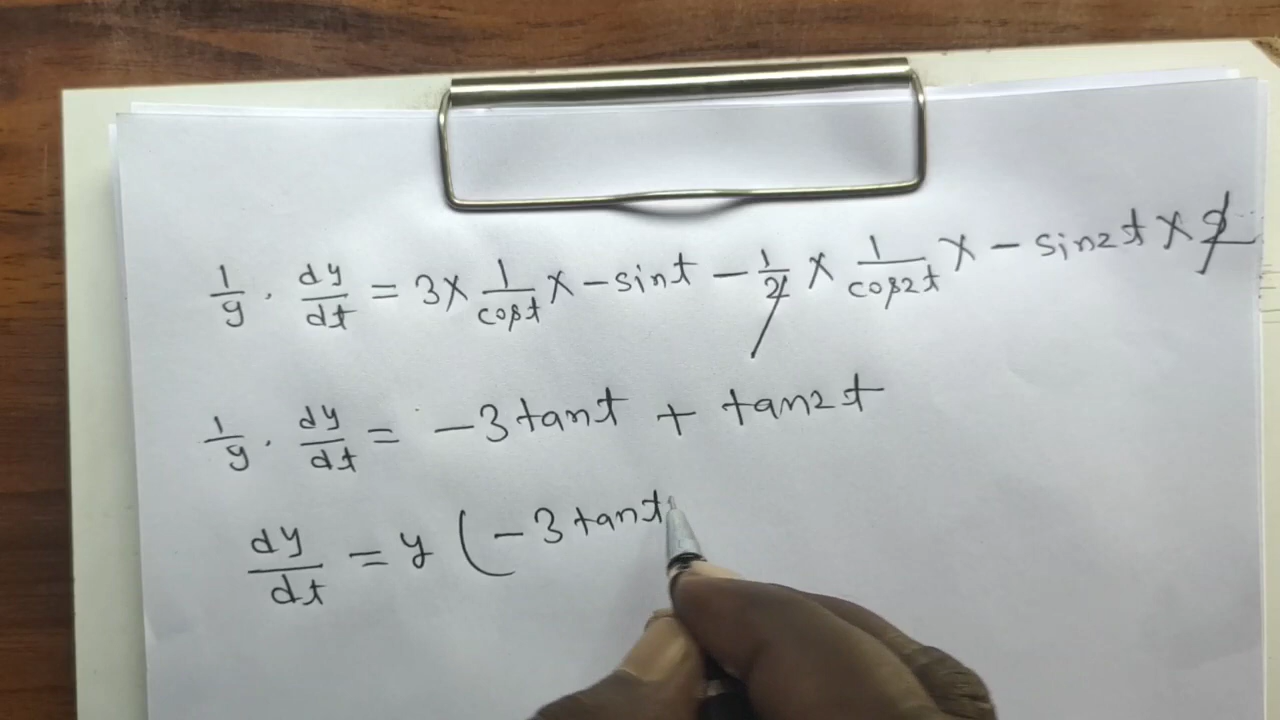 1/y . dy/dt = 3 x 1/cost x -sint - 1/2 x 1/cos2t x - sin2t x 2
1/y . dy/dt = -3tant + tan2t
dy/dt = y (-3tant